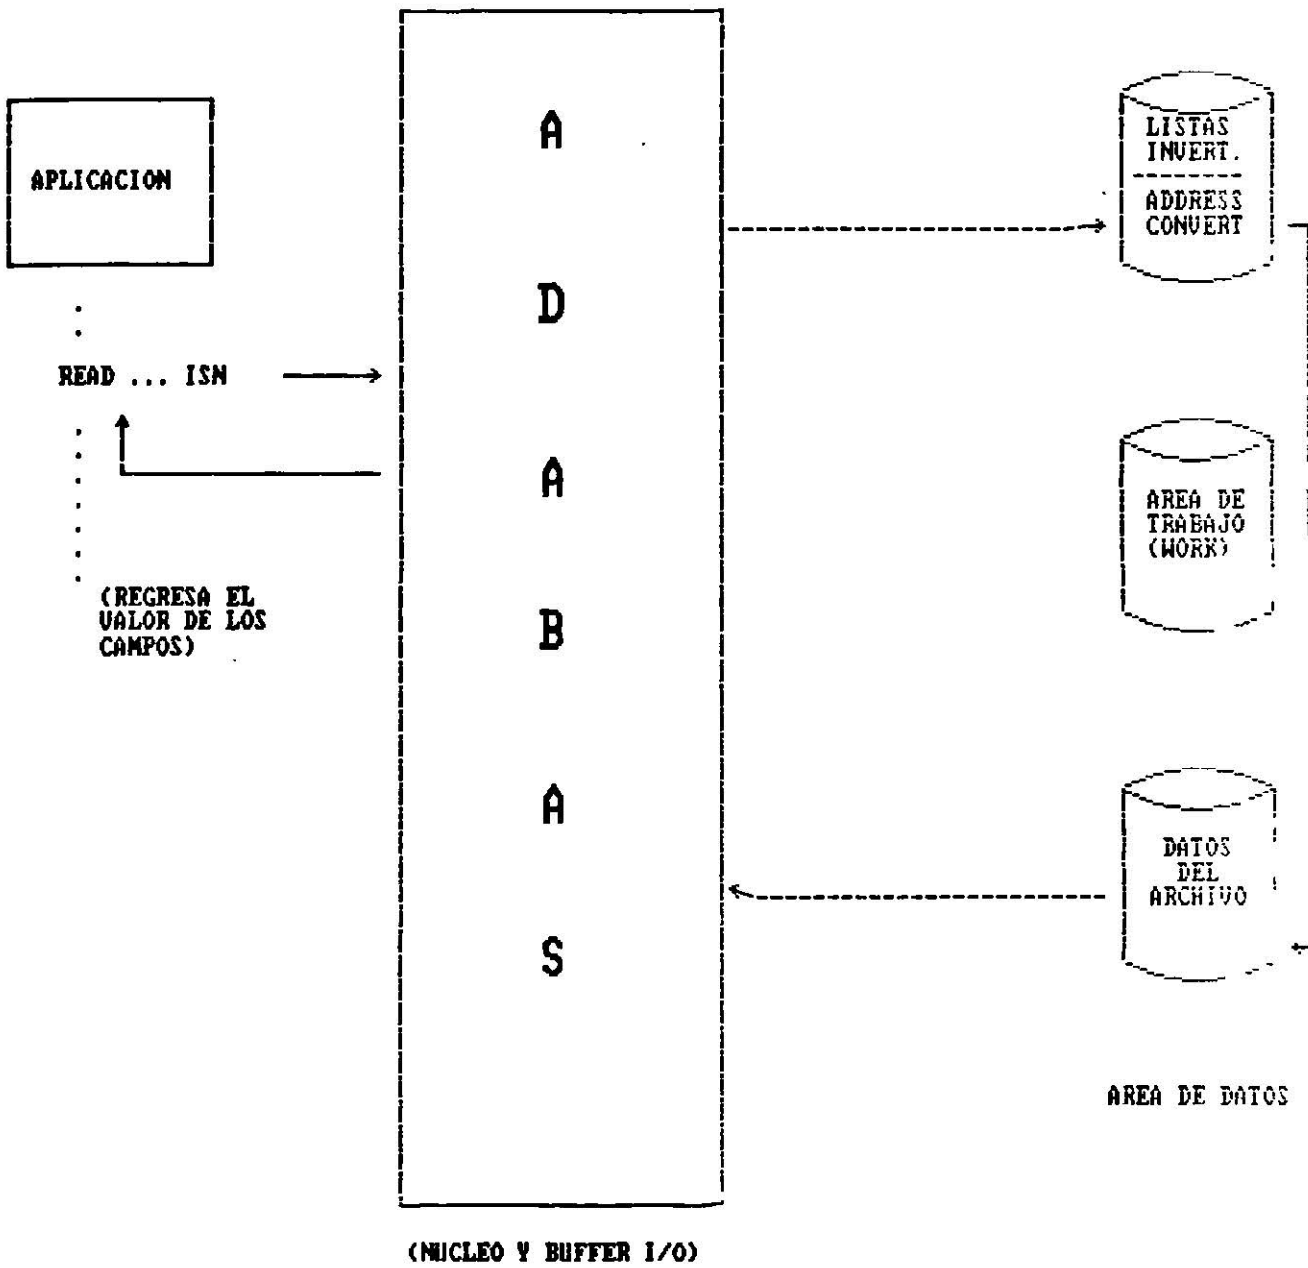 APLICACION
READ ... ISN
(REGRESA EL
VALOR DE LOS
CAMPOS)
A
D
A
B
A
S
(NUCLEO Y BUFFER I/O)
LISTAS
INVERT.
ADDRESS
CONVERT
AREA DE
TRABAJO
(WORK)
DATOS
DEL
ARCHIVO
AREA DE DATOS